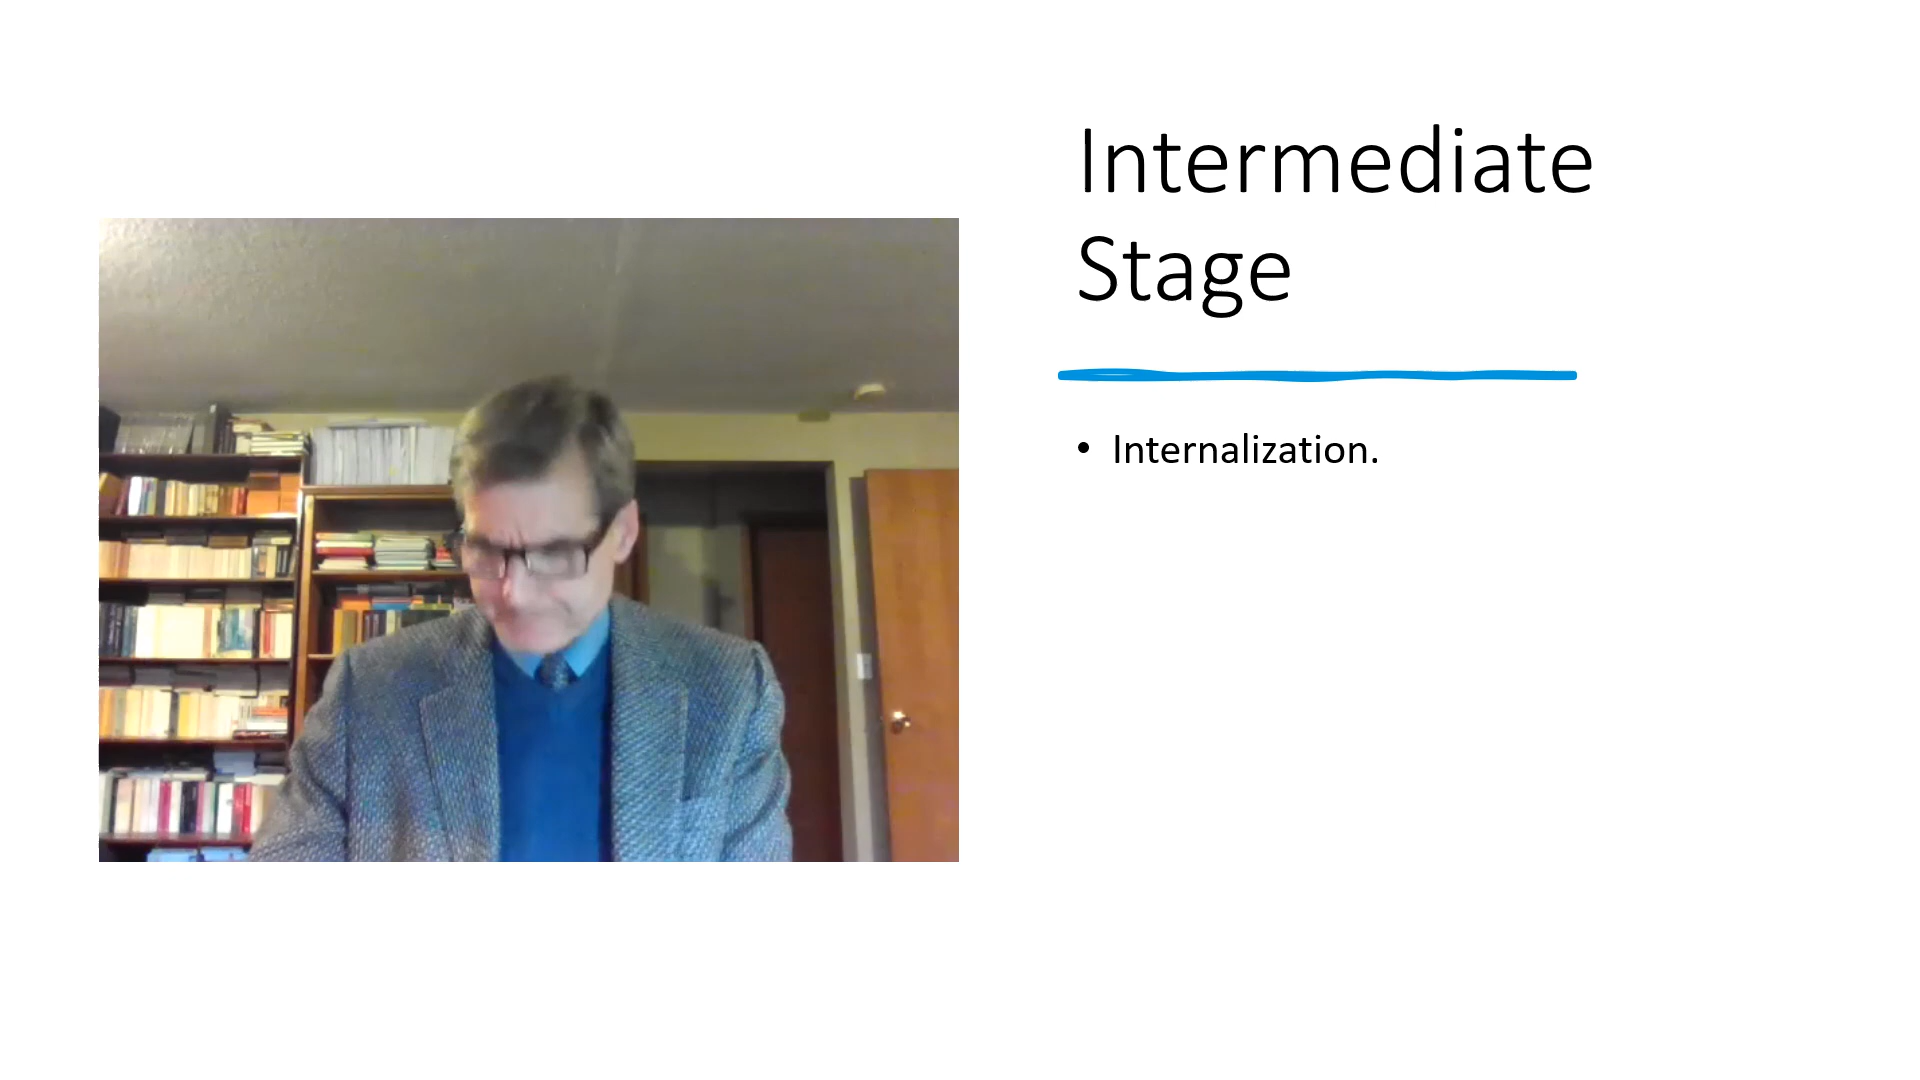 Intermediate
Stage
• Internalization.